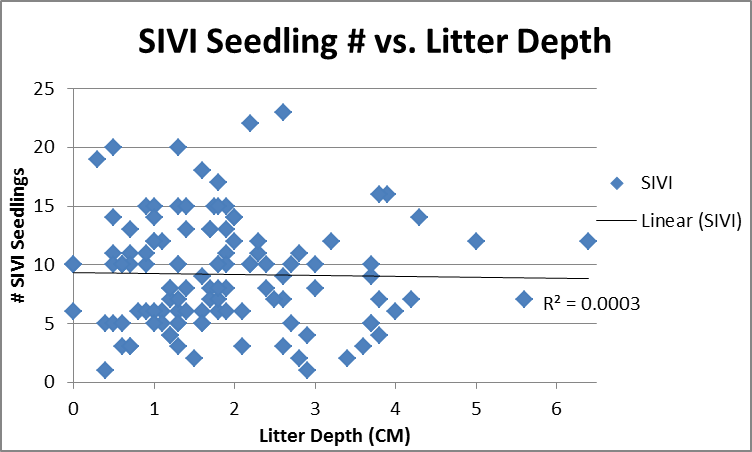 SIVI Seedling # vs. Litter Depth
25
20
15
10
5
0
# SIVI Seedlings
0 1 2 3 4 5 6
Litter Depth (CM)
SIVI
Linear (SIVI)
R² = 0.0003